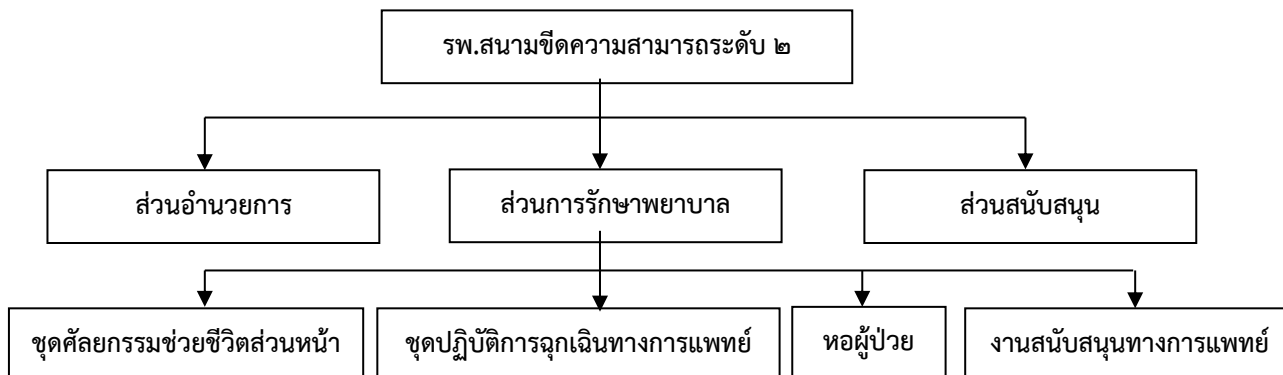 รพ.สนามขีดความสามารถระดับ ๒
ส่วนอำนวยการ
ส่วนการรักษาพยาบาล
ส่วนสนับสนุน
ชุดศัลยกรรมช่วยชีวิตส่วนหน้า
ชุดปฏิบัติการฉุกเฉินทางการแพทย์
หอผู้ป่วย
งานสนับสนุนทางการแพทย์